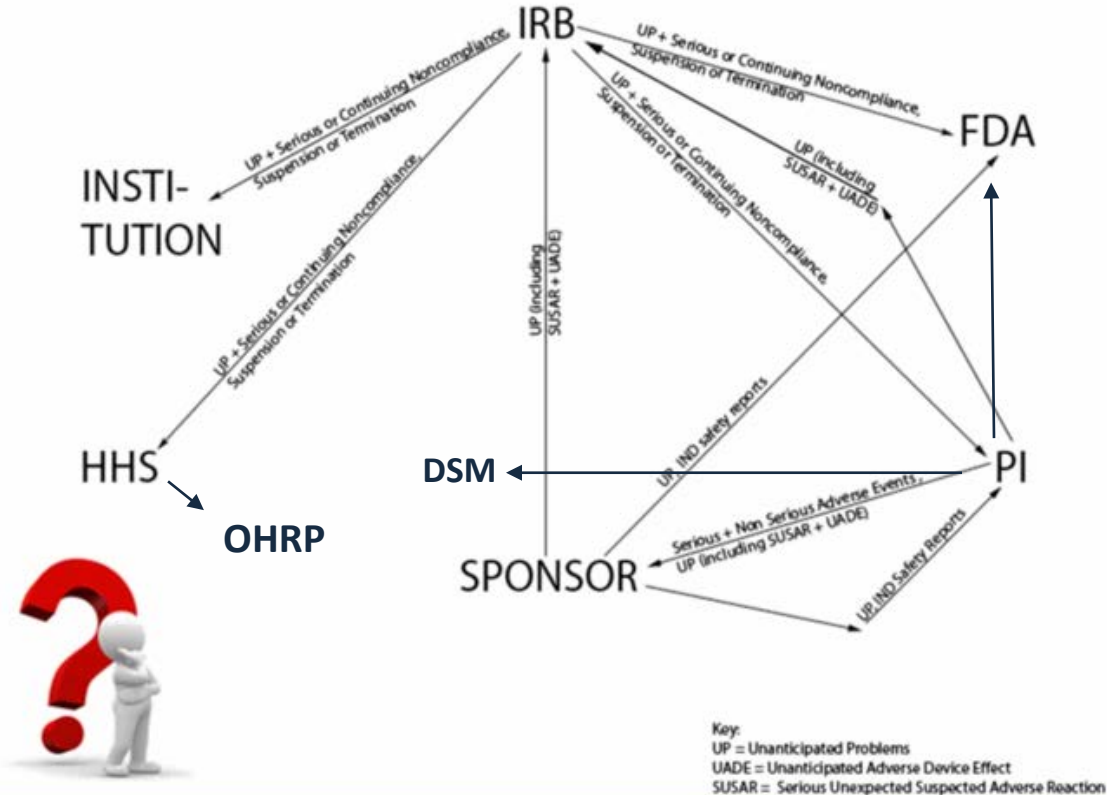 IRB
UP + Serious or Continuing Noncompliance,
Suspension or Termination
UP + Serious or Continuing Noncompliance,
Suspension or Termination
UP + Serious or Continuing Noncompliance,
Suspension or Termination
FDA
UP (including
SUSAR + UADE)
INSTI-
TUTION
UP + Serious or Continuing Noncompliance,
Suspension or Termination
UP (including
SUSAR + UADE)
UP, IND safety reports
HHS
DSM
PI
OHRP
Serious + Non Serious Adverse Events,
UP (including SUSAR + UADE)
SPONSOR
UP, IND Safety Reports
Key:
UP = Unanticipated Problems
UADE = Unanticipated Adverse Device Effect
SUSAR = Serious Unexpected Suspected Adverse Reaction